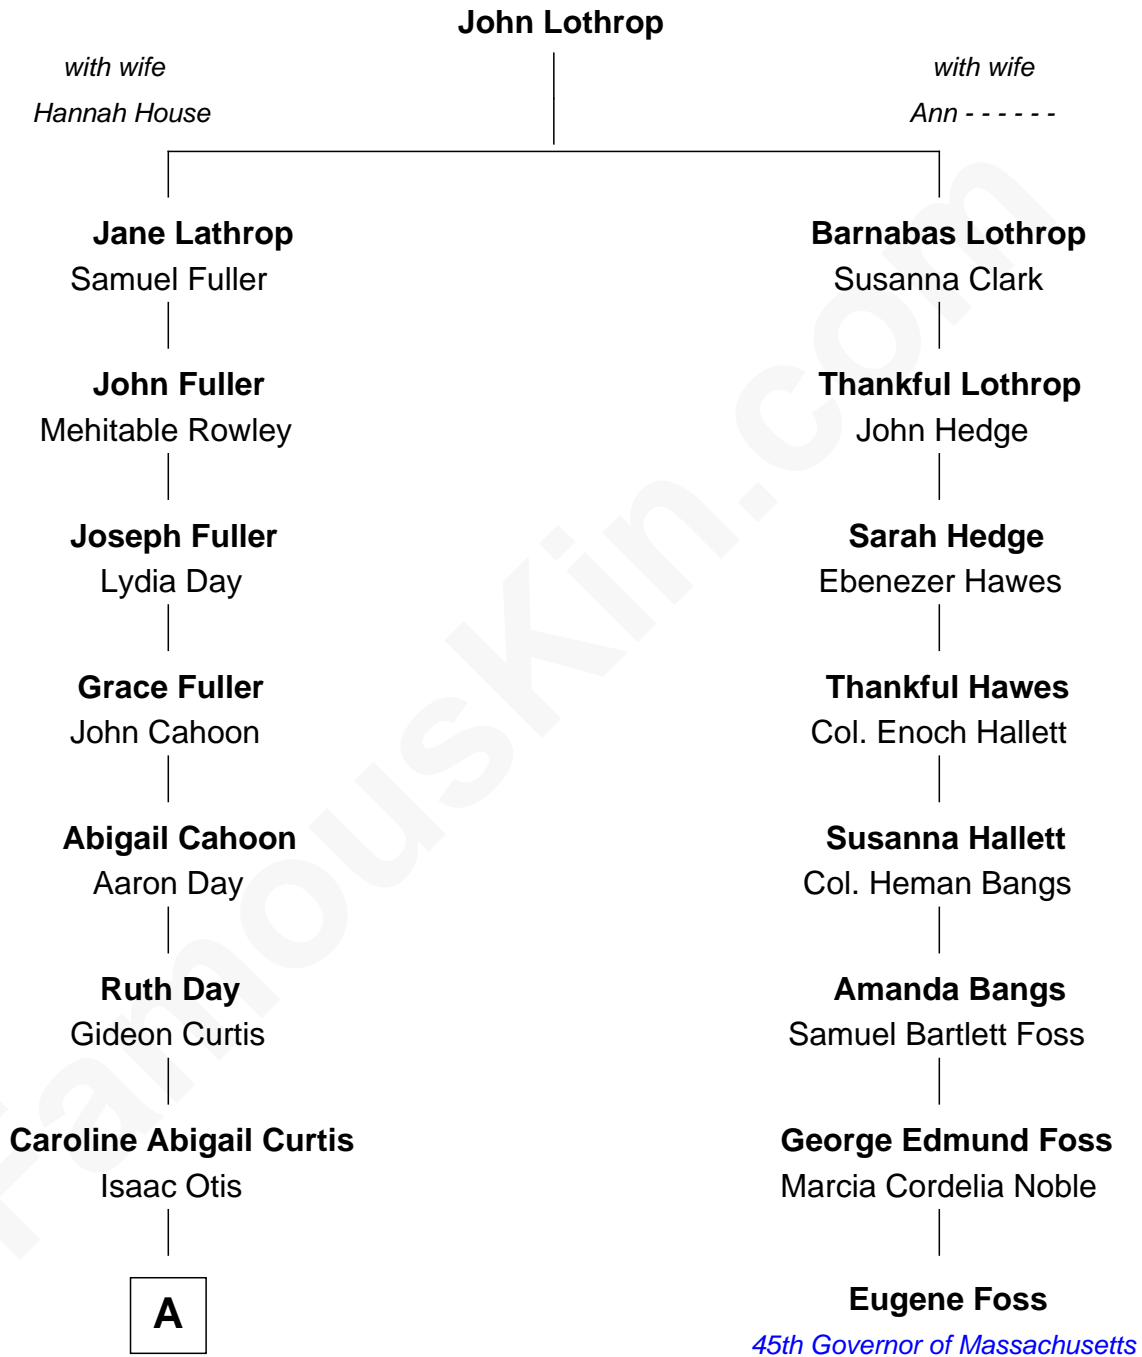 John Lothrop
with wife
Hannah House
with wife
Ann - - - - - -
Jane Lathrop
Samuel Fuller
Barnabas Lothrop
Susanna Clark
John Fuller
Mehitable Rowley
Thankful Lothrop
John Hedge
Joseph Fuller
Lydia Day
Sarah Hedge
Ebenezer Hawes
Grace Fuller
John Cahoon
Thankful Hawes
Col. Enoch Hallett
Abigail Cahoon
Aaron Day
Susanna Hallett
Col. Heman Bangs
Ruth Day
Gideon Curtis
Amanda Bangs
Samuel Bartlett Foss
Caroline Abigail Curtis
Isaac Otis
George Edmund Foss
Marcia Cordelia Noble
A
Eugene Foss
45th Governor of Massachusetts
FamousKin.com